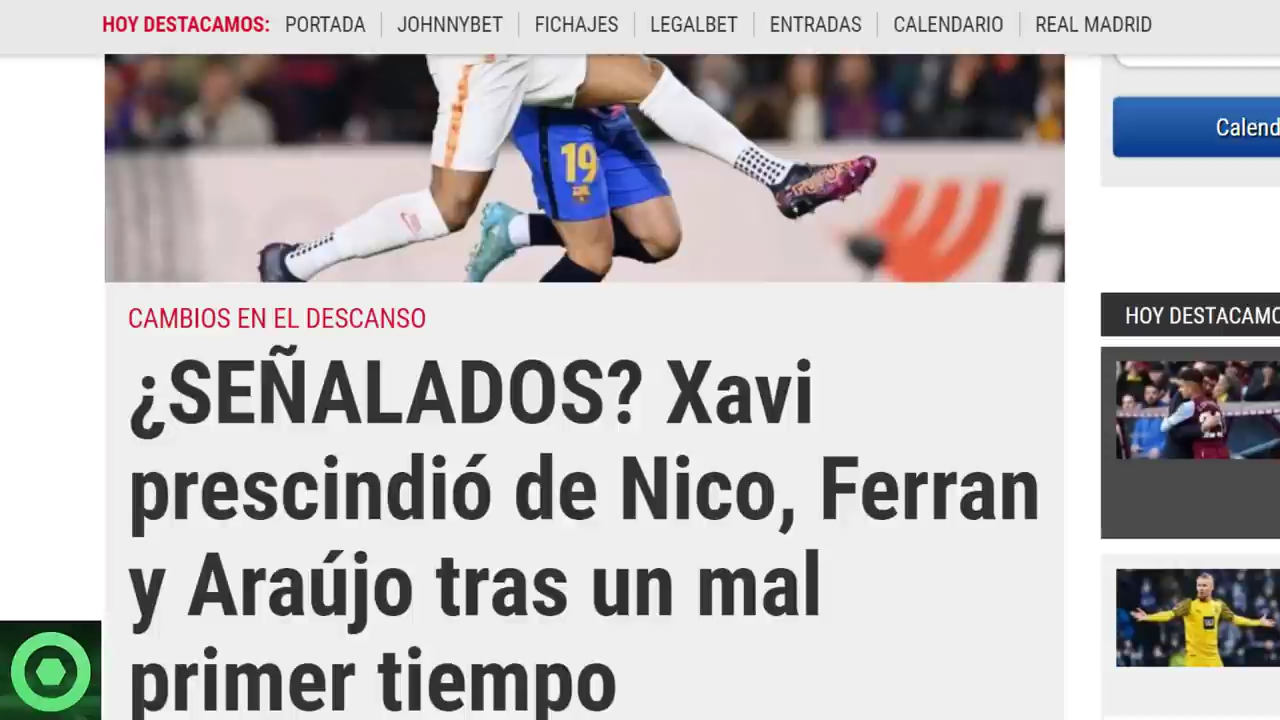 HOY DESTACAMOS: PORTADA JOHNNYBET FICHAJES LEGALBET ENTRADAS CALENDARIO REAL MADRID
19
H
Calend
CAMBIOS EN EL DESCANSO
¿SEÑALADOS? Xavi
prescindió de Nico, Ferran
y Araújo tras un mal
primer tiempo
HOY DESTACAMO